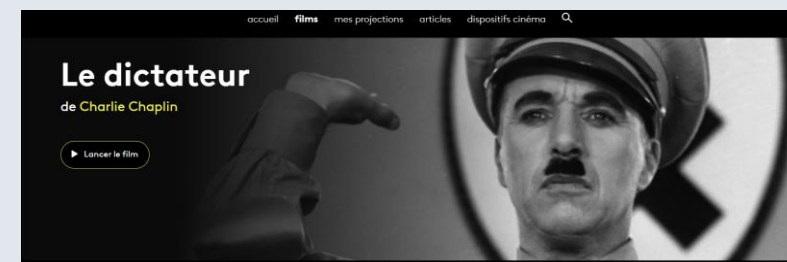 accueil films mes projections articles dispositifs cinéma
Le dictateur
de Charlie Chaplin
Lancer le film